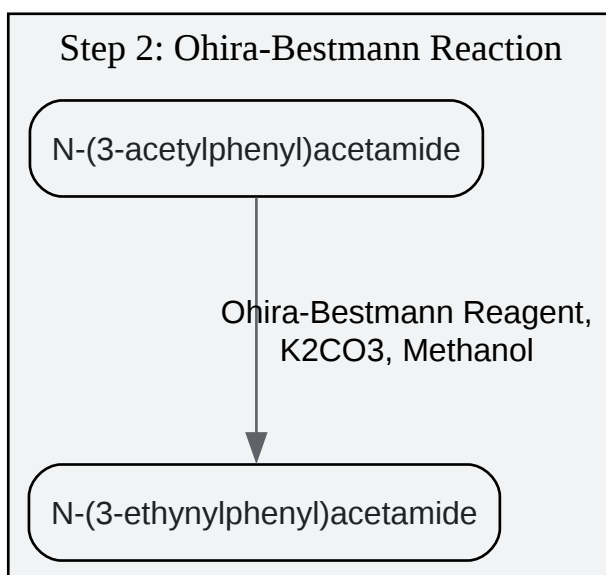 Step 2: Ohira-Bestmann Reaction
N-(3-acetylphenyl)acetamide
Ohira-Bestmann Reagent,
K2CO3, Methanol
N-(3-ethynylphenyl)acetamide